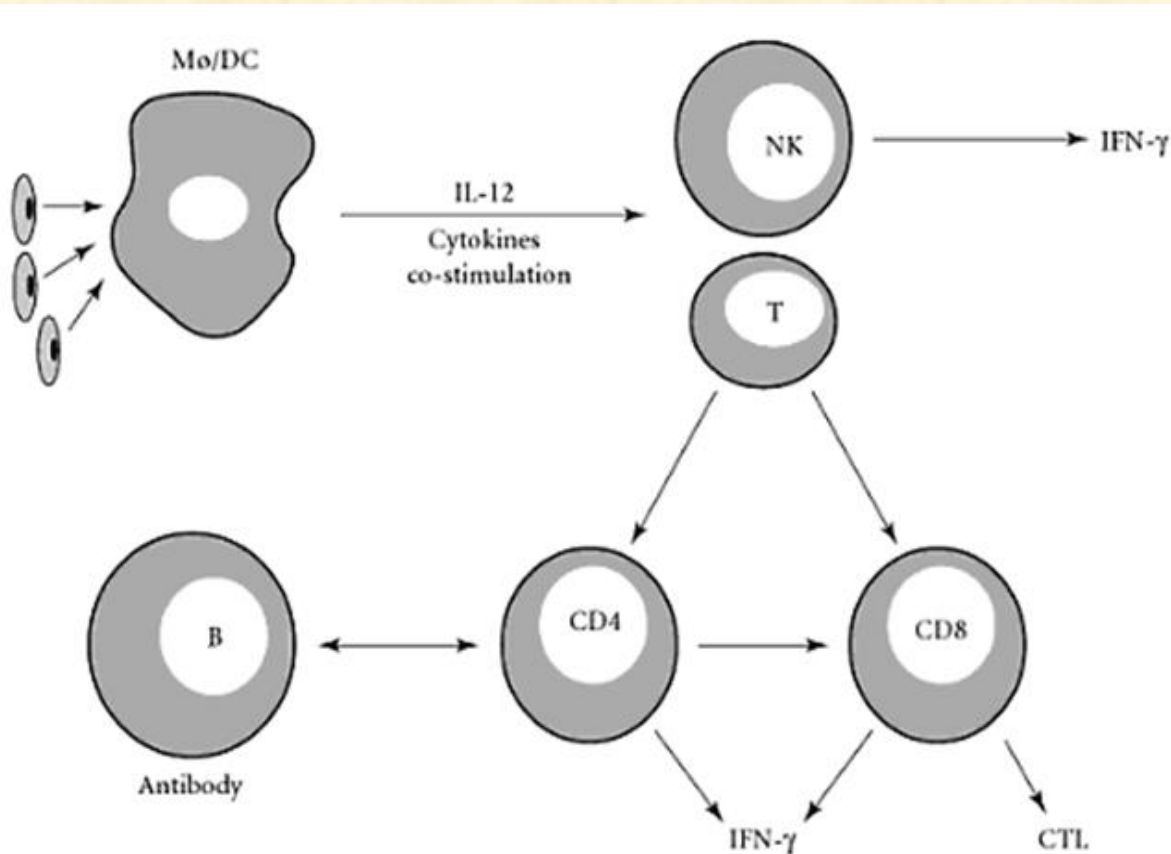 Mø/DC
NK
IFN-γ
IL-12
Cytokines
co-stimulation
T
B
CD4
CD8
Antibody
IFN-γ
CTL